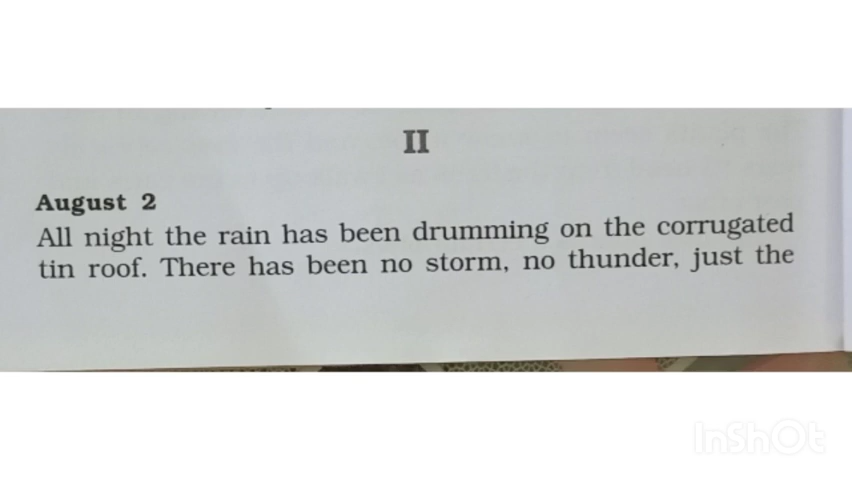 II
August 2
All night the rain has been drumming on the corrugated
tin roof. There has been no storm, no thunder, just the
InShOt